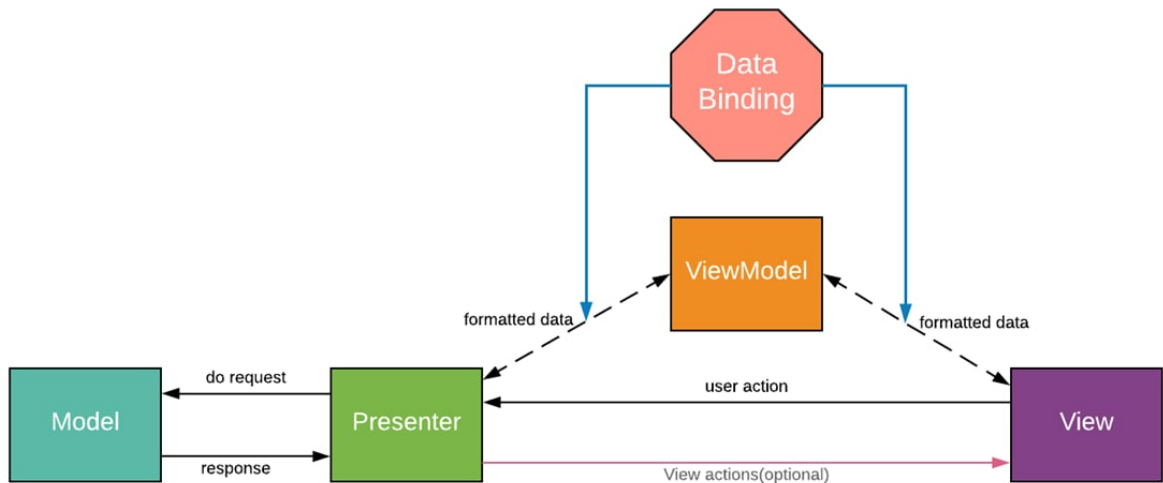 Data
Binding
ViewModel
formatted data
formatted data
do request
user action
Model
Presenter
View
response
View actions(optional)